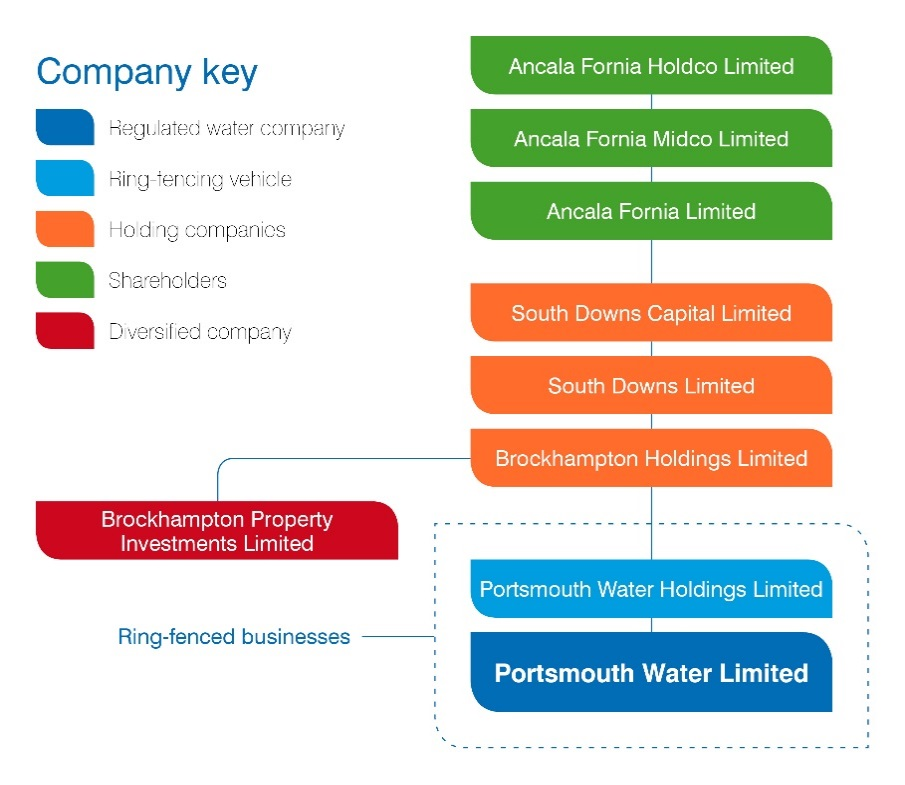 Company key
Regulated water company
Ring-fencing vehicle
Holding companies
Shareholders
Diversified company
Ancala Fornia Holdco Limited
Ancala Fornia Midco Limited
Ancala Fornia Limited
South Downs Capital Limited
South Downs Limited
Brockhampton Holdings Limited
Brockhampton Property
Investments Limited
Portsmouth Water Holdings Limited
Ring-fenced businesses
Portsmouth Water Limited